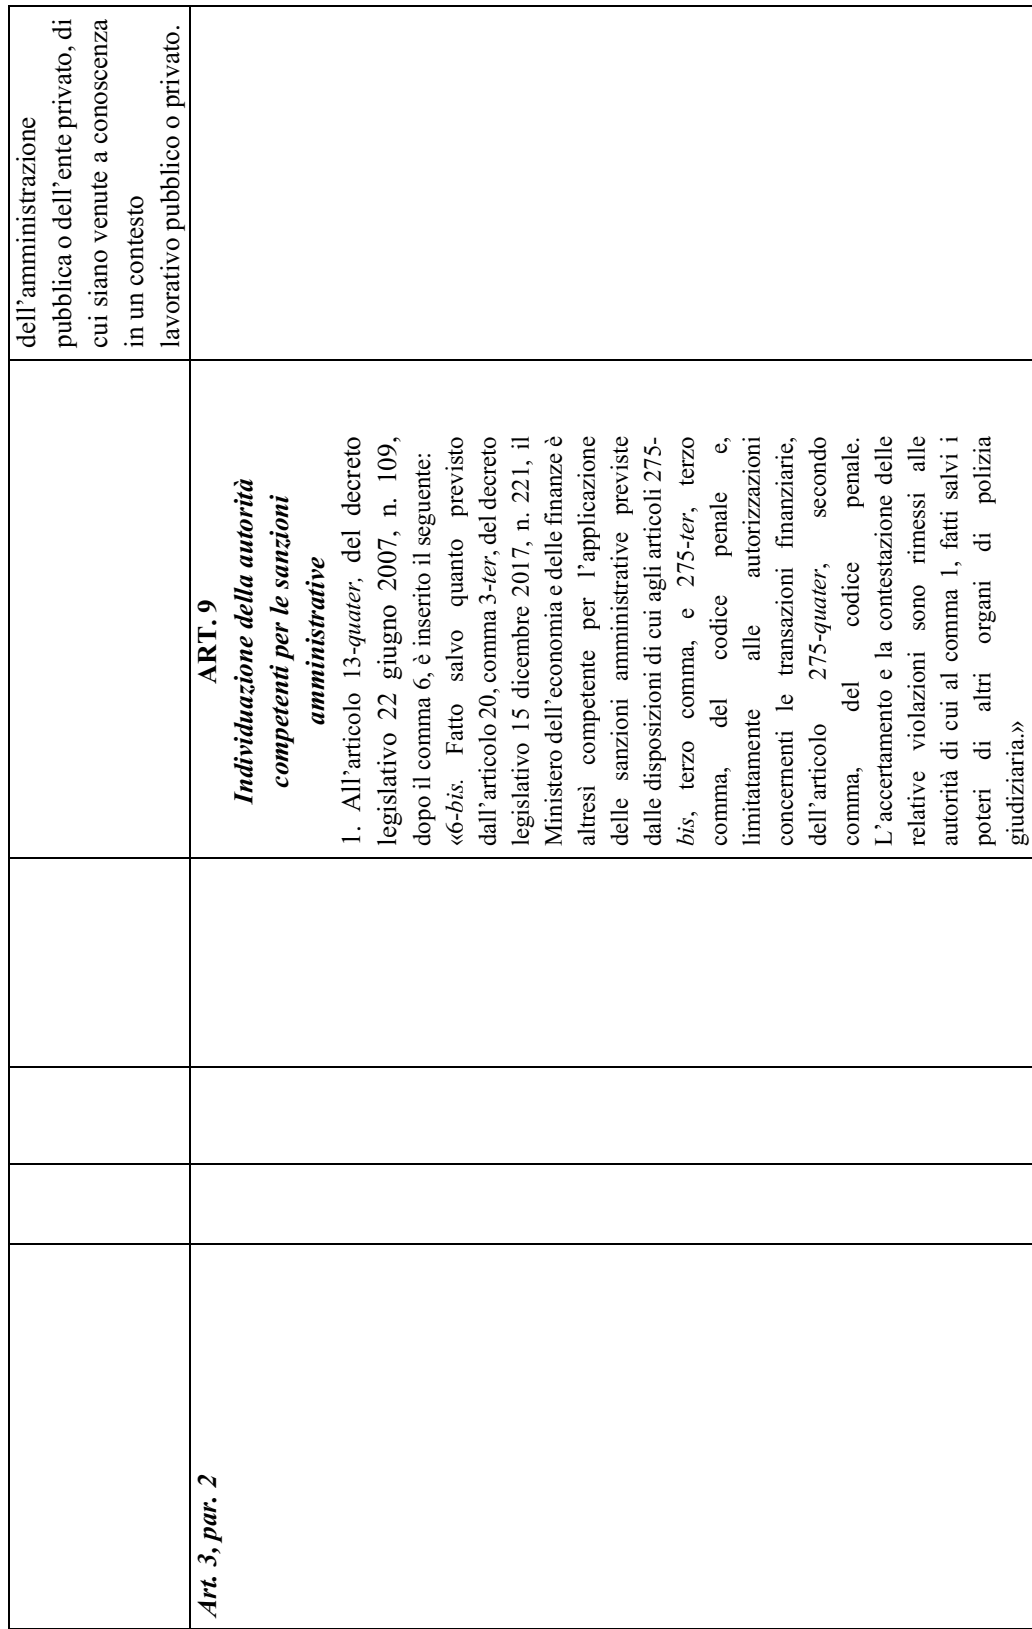 dell’amministrazione
pubblica o dell’ente privato, di
cui siano venute a conoscenza
in un contesto
lavorativo pubblico o privato.
Art. 3, par. 2
ART. 9
Individuazione della autorità
competenti per le sanzioni
amministrative
1. All’articolo 13-quater, del decreto
legislativo 22 giugno 2007, n. 109,
dopo il comma 6, è inserito il seguente:
«6-bis. Fatto salvo quanto previsto
dall’articolo 20, comma 3-ter, del decreto
legislativo 15 dicembre 2017, n. 221, il
Ministero dell’economia e delle finanze è
altresì competente per l’applicazione
delle sanzioni amministrative previste
dalle disposizioni di cui agli articoli 275-
bis, terzo comma, e 275-ter, terzo
comma, del codice penale e,
limitatamente alle autorizzazioni
concernenti le transazioni finanziarie,
dell’articolo 275-quater, secondo
comma, del codice penale.
L’accertamento e la contestazione delle
relative violazioni sono rimessi alle
autorità di cui al comma 1, fatti salvi i
poteri di altri organi di polizia
giudiziaria.»